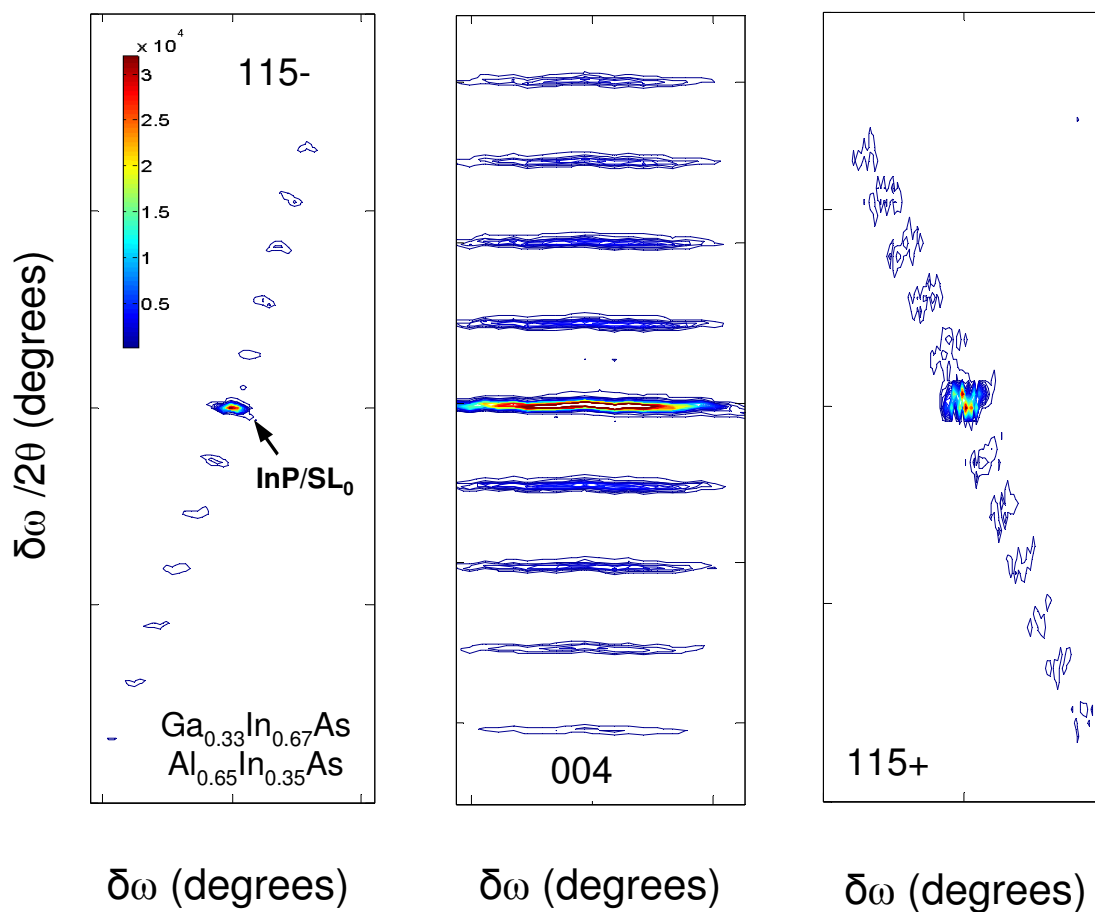 δω /2θ (degrees)
x 10⁴
3
2.5
2
1.5
1
0.5
115-
InP/SL₀
Ga₀.₃₃In₀.₆₇As
Al₀.₆₅In₀.₃₅As
δω (degrees)
004
δω (degrees)
115+
δω (degrees)